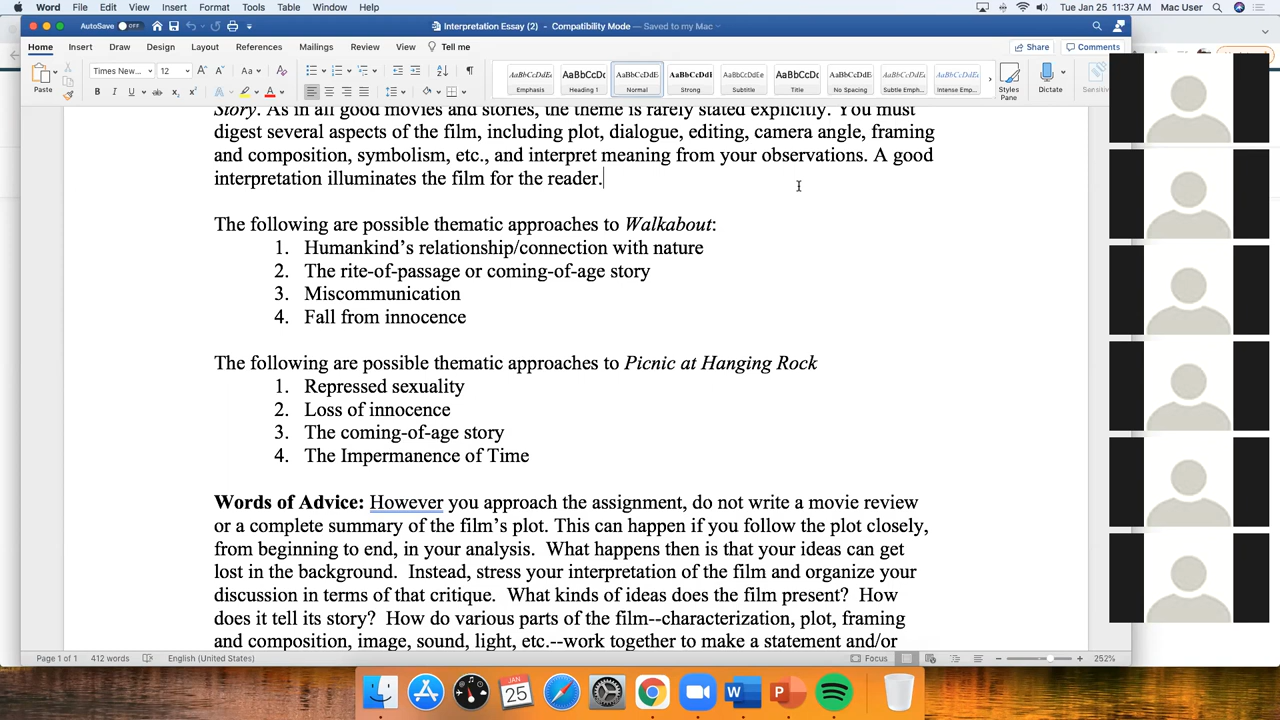 Word File Edit View Insert Format Tools Table Window Help Tue Jan 25 11:37 AM Mac User
AutoSave OFF Interpretation Essay (2) - Compatibility Mode — Saved to my Mac
Home Insert Draw Design Layout References Mailings Review View Tell me Share Comments
Paste Times New... 12 AaBbCcDdEe Emphasis AaBbCcDc Heading 1 AaBbCcDdE Normal AaBbCcDdI Strong AaBbCcDdEe Subtitle AaBbCcDc Title AaBbCcDdE No Spacing AaBbCcDdEe Subtle Emph... AaBbCcDdEe Intense Emp... Styles Pane Dictate
Story. As in all good movies and stories, the theme is rarely stated explicitly. You must
digest several aspects of the film, including plot, dialogue, editing, camera angle, framing
and composition, symbolism, etc., and interpret meaning from your observations. A good
interpretation illuminates the film for the reader.
The following are possible thematic approaches to Walkabout:
1. Humankind’s relationship/connection with nature
2. The rite-of-passage or coming-of-age story
3. Miscommunication
4. Fall from innocence
The following are possible thematic approaches to Picnic at Hanging Rock
1. Repressed sexuality
2. Loss of innocence
3. The coming-of-age story
4. The Impermanence of Time
Words of Advice: However you approach the assignment, do not write a movie review
or a complete summary of the film’s plot. This can happen if you follow the plot closely,
from beginning to end, in your analysis. What happens then is that your ideas can get
lost in the background. Instead, stress your interpretation of the film and organize your
discussion in terms of that critique. What kinds of ideas does the film present? How
does it tell its story? How do various parts of the film--characterization, plot, framing
and composition, image, sound, light, etc.--work together to make a statement and/or
Page 1 of 1 412 words English (United States) Focus 252%
JAN
25